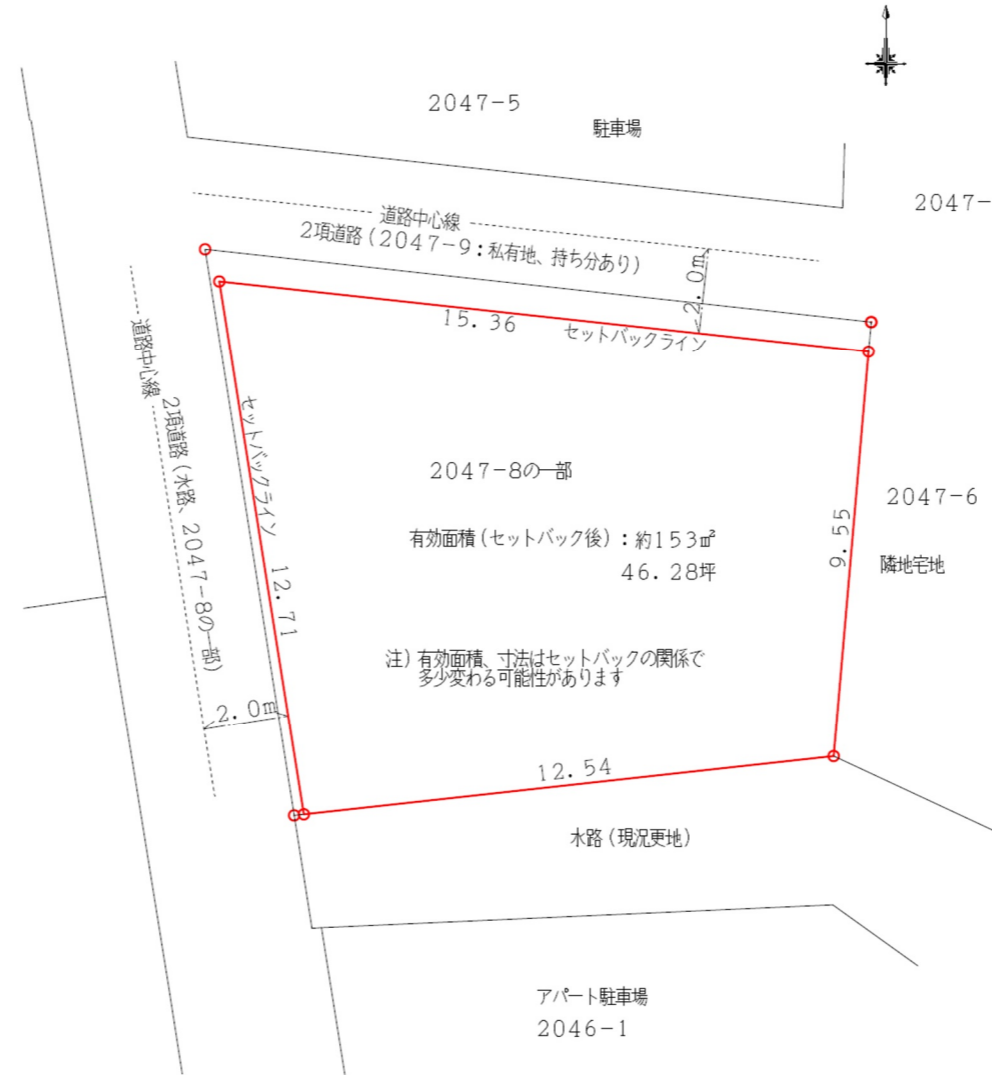 2047-5
駐車場
2047-
道路中心線
2項道路(2047-9:私有地、持ち分あり)
2.0m
15.36
セットバックライン
道路中心線
2項道路(水路、2047-8の一部)
セットバックライン
12.71
2047-8の一部
有効面積(セットバック後):約153㎡
46.28坪
2047-6
9.55
隣地宅地
注)有効面積、寸法はセットバックの関係で
多少変わる可能性があります
2.0m
12.54
水路(現況更地)
アパート駐車場
2046-1